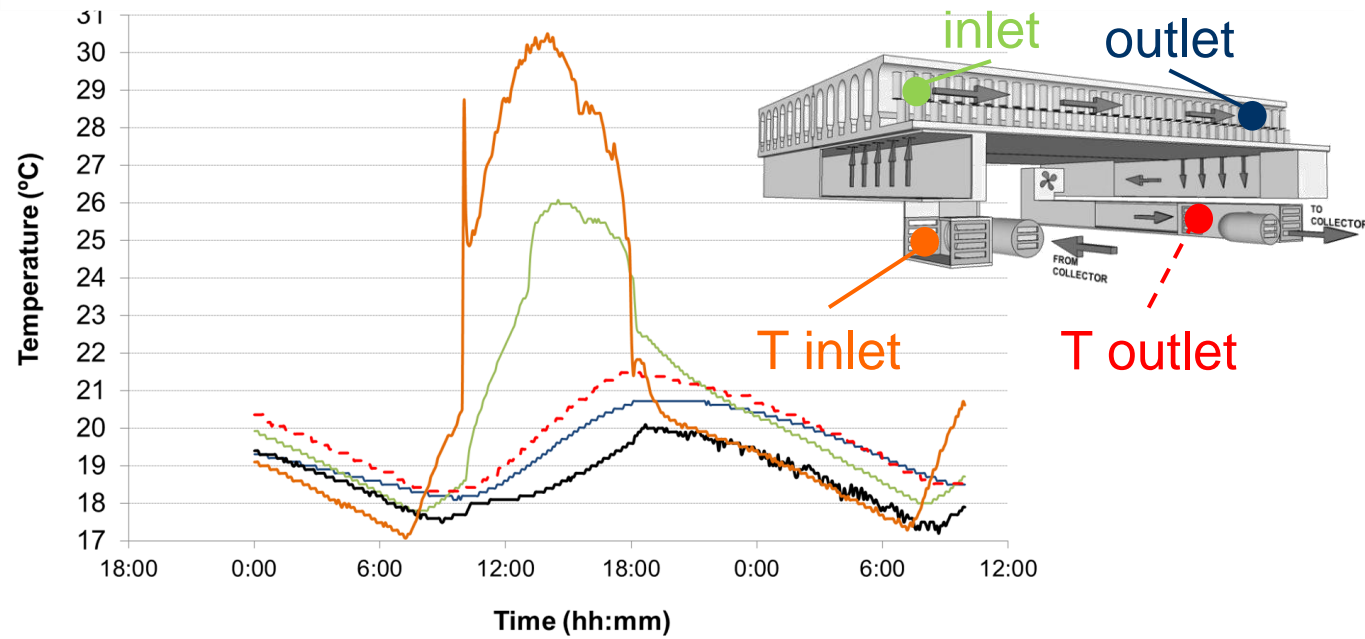 31
30
29
28
27
26
25
24
23
22
21
20
19
18
17
Temperature (ºC)
18:00
0:00
6:00
12:00
18:00
0:00
6:00
12:00
Time (hh:mm)
inlet
outlet
TO
COLLECTOR
FROM
COLLECTOR
T inlet
T outlet